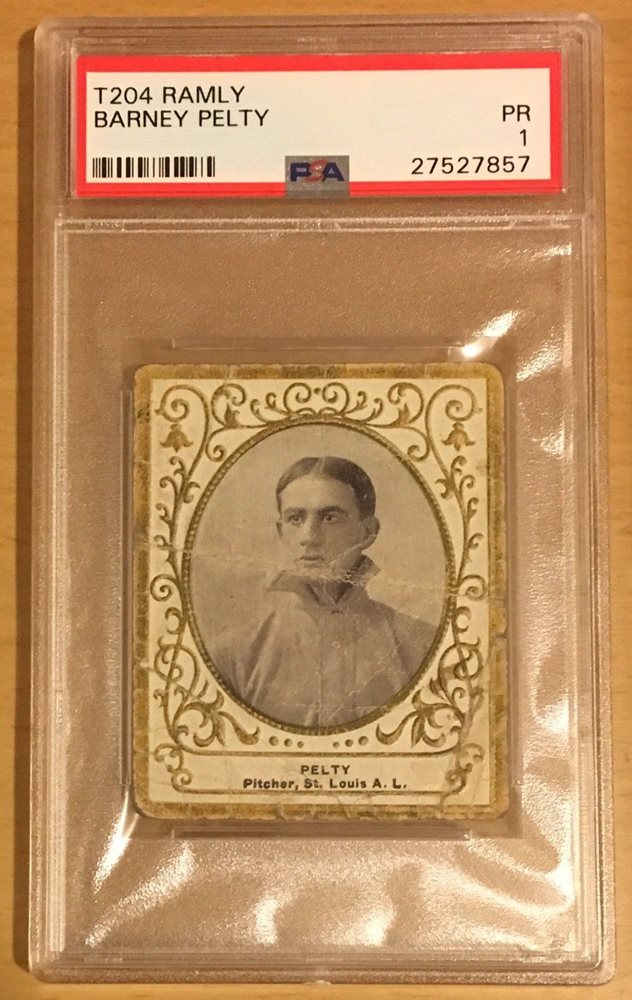 T204 RAMLY
BARNEY PELTY
PR
1
PSA
27527857
PELTY
Pitcher, St. Louis A. L.